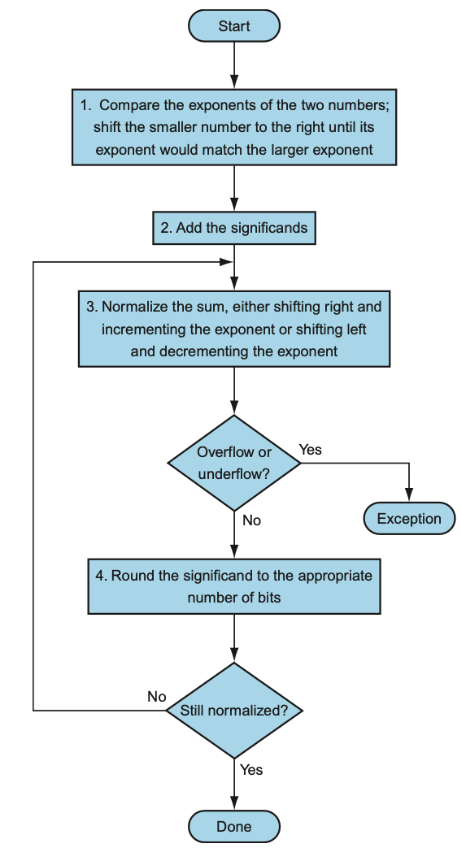 Start
1. Compare the exponents of the two numbers;
shift the smaller number to the right until its
exponent would match the larger exponent
2. Add the significands
3. Normalize the sum, either shifting right and
incrementing the exponent or shifting left
and decrementing the exponent
Overflow or
underflow?
Yes
Exception
No
4. Round the significand to the appropriate
number of bits
No
Still normalized?
Yes
Done